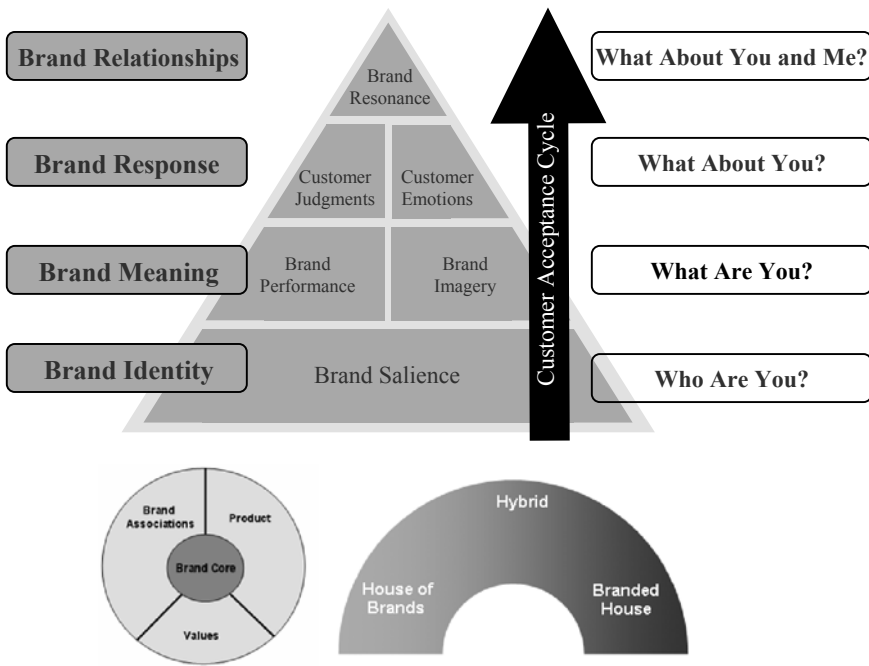 Brand Relationships
Brand
Resonance
What About You and Me?
Brand Response
Customer
Judgments
Customer
Emotions
What About You?
Brand Meaning
Brand
Performance
Brand
Imagery
What Are You?
Brand Identity
Brand Salience
Who Are You?
Customer Acceptance Cycle
Brand
Associations
Product
Brand Core
Values
Hybrid
House of
Brands
Branded
House